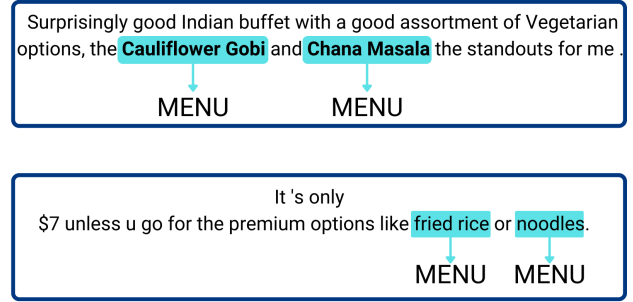 Surprisingly good Indian buffet with a good assortment of Vegetarian
options, the Cauliflower Gobi and Chana Masala the standouts for me .
MENU MENU
It 's only
$7 unless u go for the premium options like fried rice or noodles.
MENU MENU